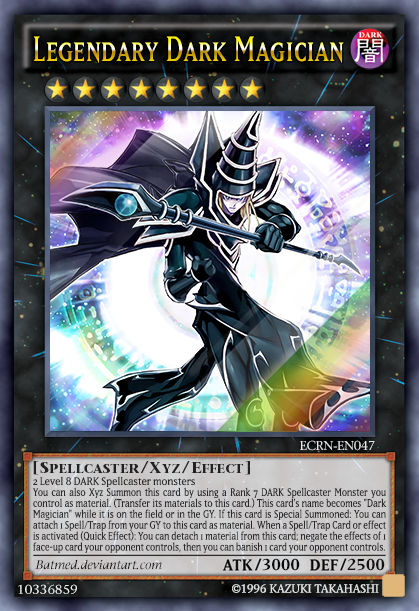 LEGENDARY DARK MAGICIAN
DARK
闇
ECRN-EN047
[SPELLCASTER/XYZ/EFFECT]
2 Level 8 DARK Spellcaster monsters
You can also Xyz Summon this card by using a Rank 7 DARK Spellcaster Monster you
control as material. (Transfer its materials to this card.) This card's name becomes "Dark
Magician" while it is on the field or in the GY. If this card is Special Summoned: You can
attach 1 Spell/Trap from your GY to this card as material. When a Spell/Trap Card or effect
is activated (Quick Effect): You can detach 1 material from this card; negate the effects of 1
face-up card your opponent controls, then you can banish 1 card your opponent controls.
Batmed.deviantart.com
ATK/3000 DEF/2500
10336859
©1996 KAZUKI TAKAHASHI